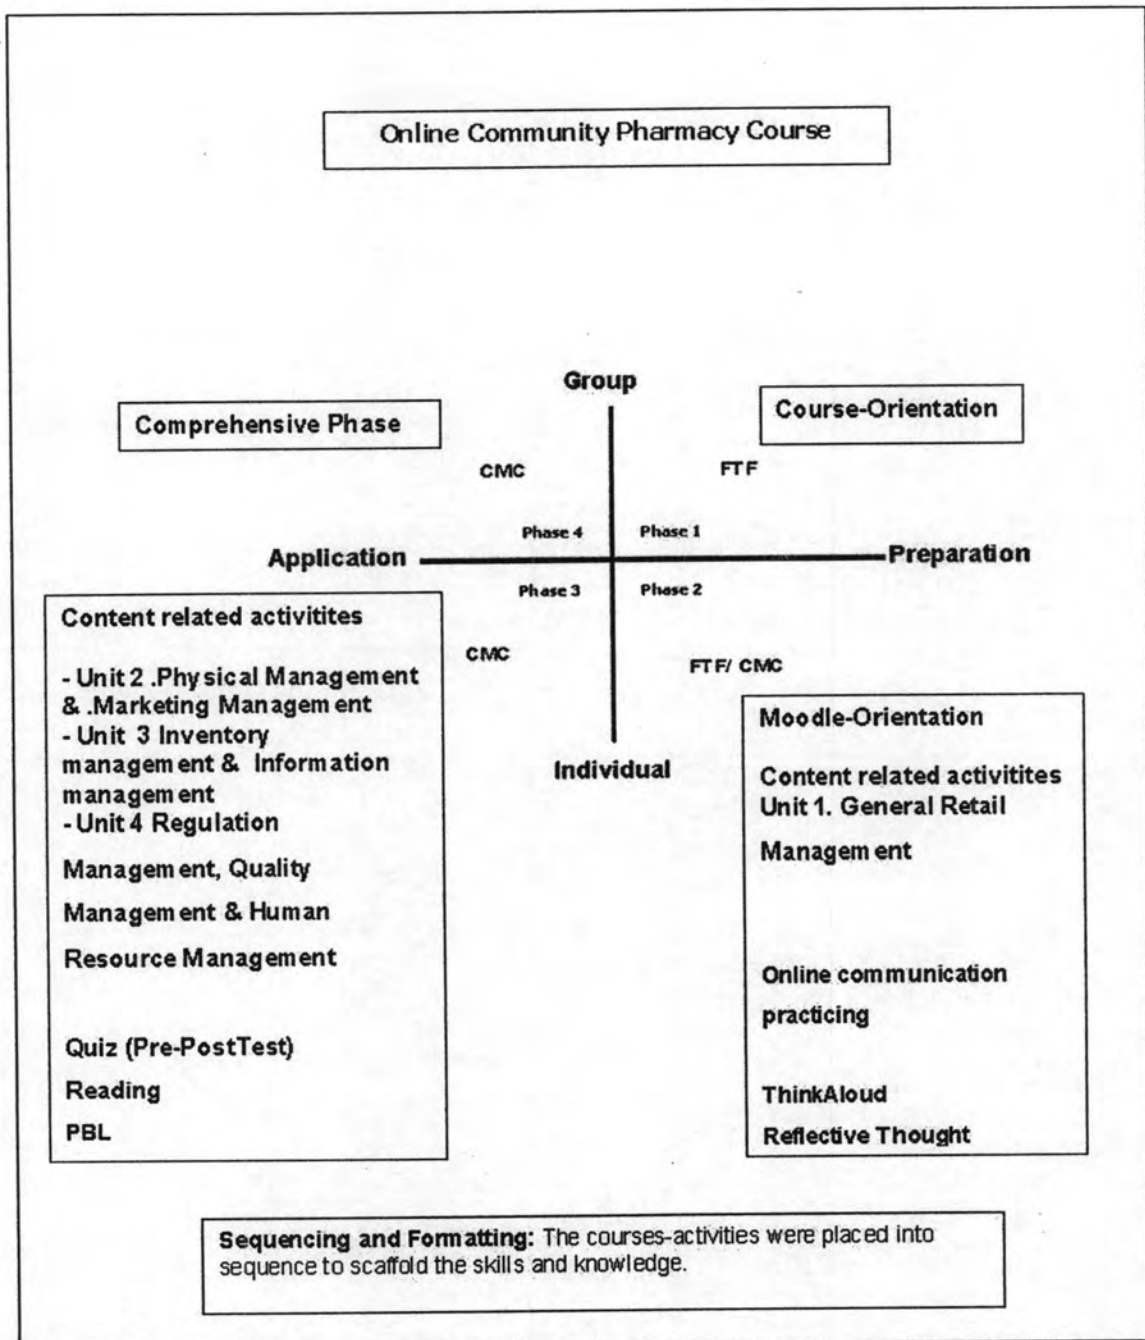 Online Community Pharmacy Course
Group
Comprehensive Phase
Course-Orientation
CMC
FTF
Phase 4
Phase 1
Application
Preparation
Phase 3
Phase 2
CMC
FTF/ CMC
Individual
Content related activitites
- Unit 2 .Physical Management
& .Marketing Management
- Unit 3 Inventory
management & Information
management
- Unit 4 Regulation
Management, Quality
Management & Human
Resource Management
Quiz (Pre-PostTest)
Reading
PBL
Moodle-Orientation
Content related activitites
Unit 1. General Retail
Management
Online communication
practicing
ThinkAloud
Reflective Thought
Sequencing and Formatting: The courses-activities were placed into
sequence to scaffold the skills and knowledge.